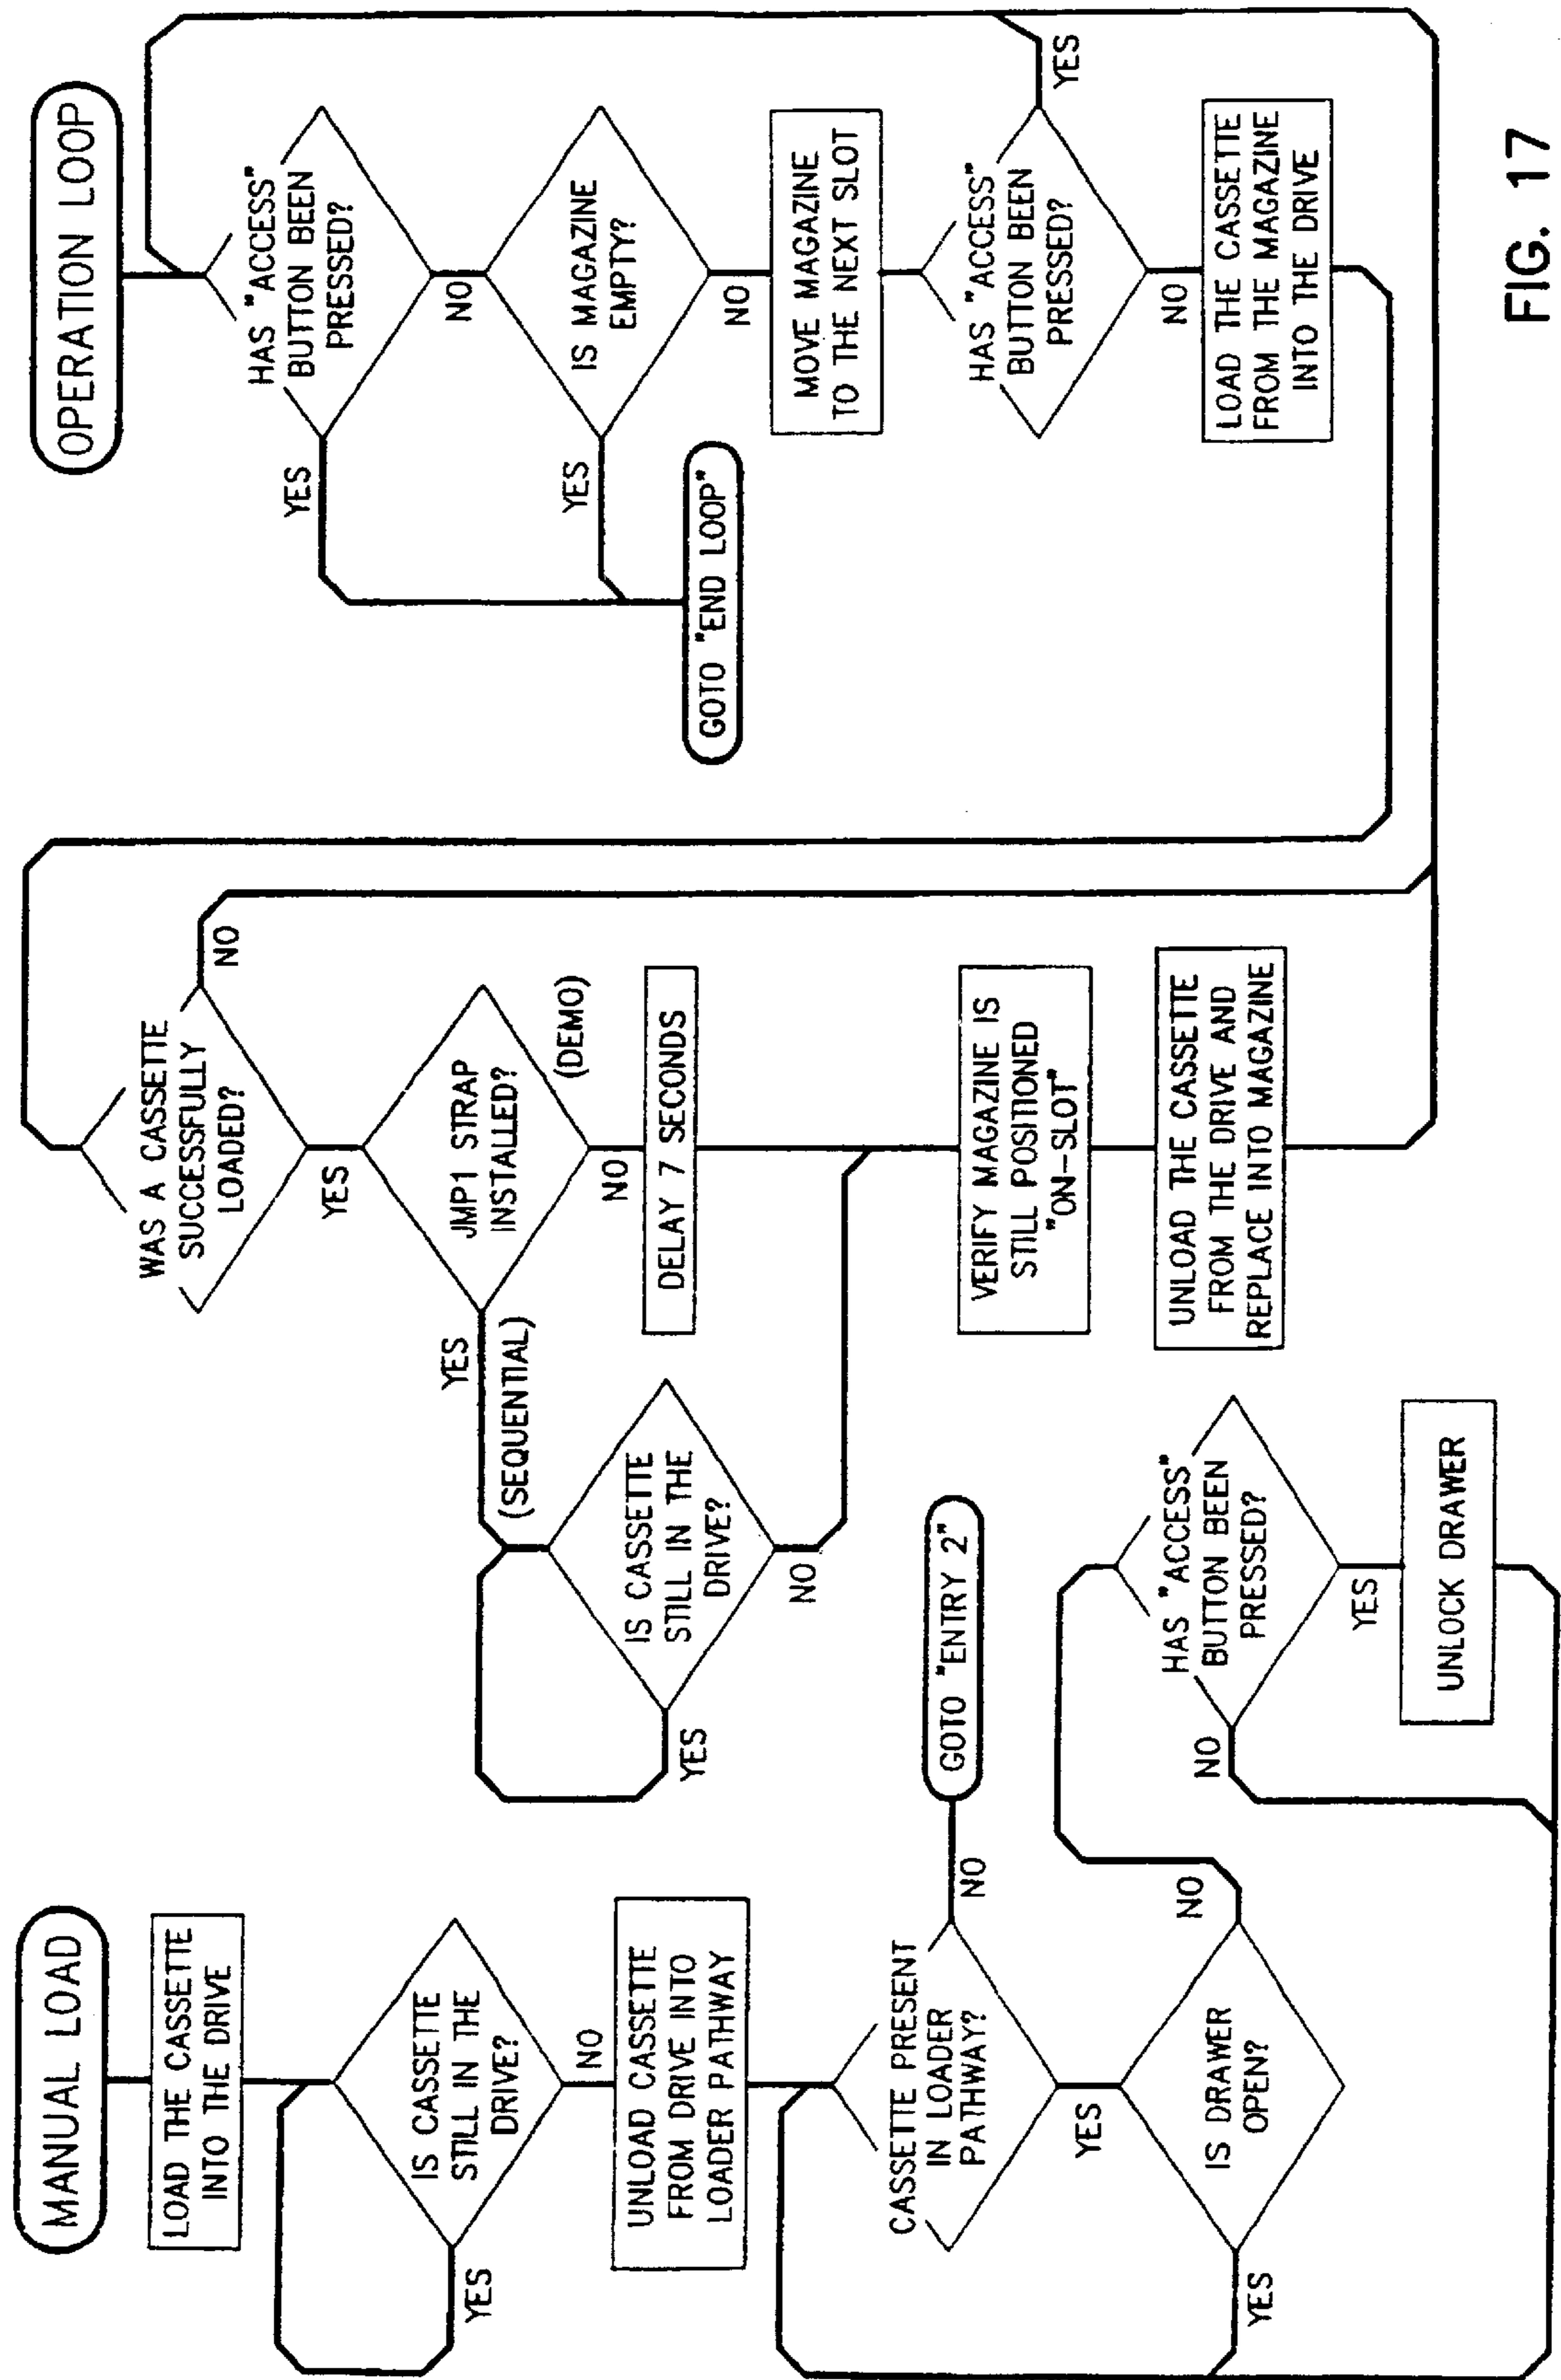 MANUAL LOAD
LOAD THE CASSETTE
INTO THE DRIVE
IS CASSETTE
STILL IN THE
DRIVE?
YES
NO
UNLOAD CASSETTE
FROM DRIVE INTO
LOADER PATHWAY
CASSETTE PRESENT
IN LOADER
PATHWAY?
NO
GOTO "ENTRY 2"
YES
IS DRAWER
OPEN?
YES
NO
HAS "ACCESS"
BUTTON BEEN
PRESSED?
NO
YES
UNLOCK DRAWER
WAS A CASSETTE
SUCCESSFULLY
LOADED?
NO
YES
JMP1 STRAP
INSTALLED?
YES
(SEQUENTIAL)
(DEMO)
NO
DELAY 7 SECONDS
IS CASSETTE
STILL IN THE
DRIVE?
YES
NO
VERIFY MAGAZINE IS
STILL POSITIONED
"ON-SLOT"
UNLOAD THE CASSETTE
FROM THE DRIVE AND
REPLACE INTO MAGAZINE
OPERATION LOOP
HAS "ACCESS"
BUTTON BEEN
PRESSED?
YES
NO
IS MAGAZINE
EMPTY?
YES
NO
GOTO "END LOOP"
MOVE MAGAZINE
TO THE NEXT SLOT
HAS "ACCESS"
BUTTON BEEN
PRESSED?
YES
NO
LOAD THE CASSETTE
FROM THE MAGAZINE
INTO THE DRIVE
FIG. 17